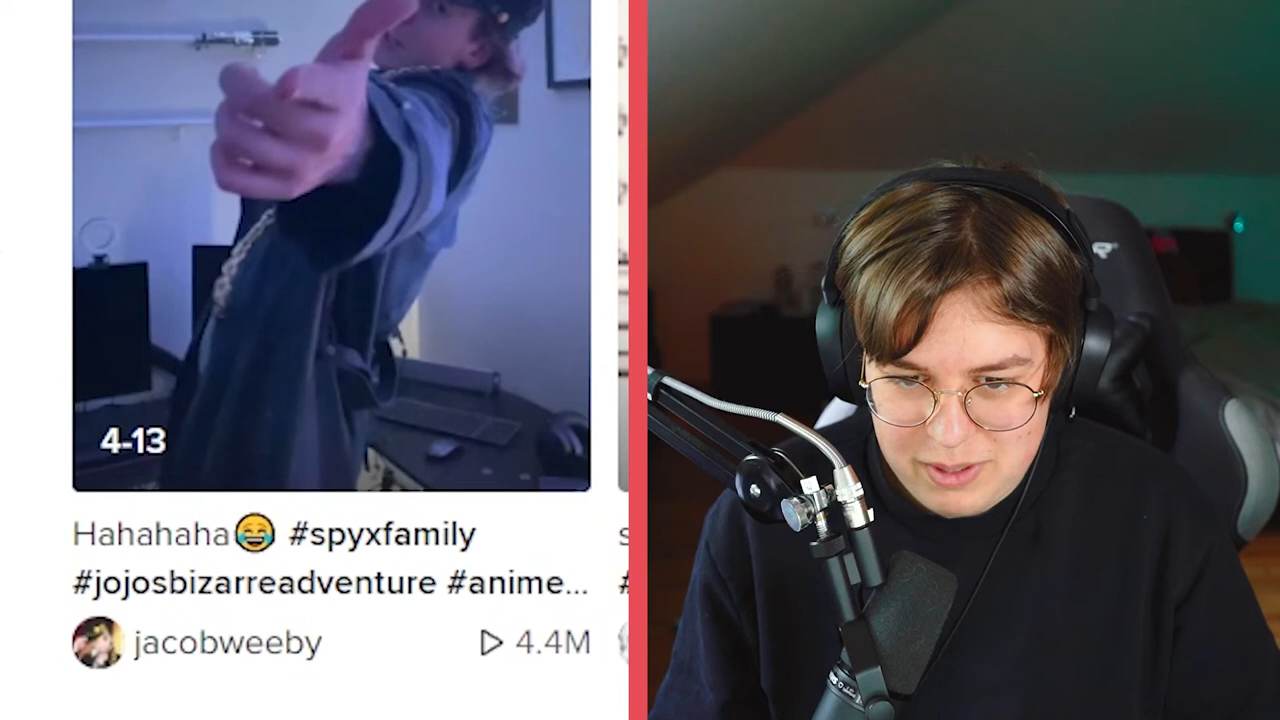 4-13
Hahahaha😂 #spyxfamily
#jojosbizarreadventure #anime...
jacobweeby
4.4M